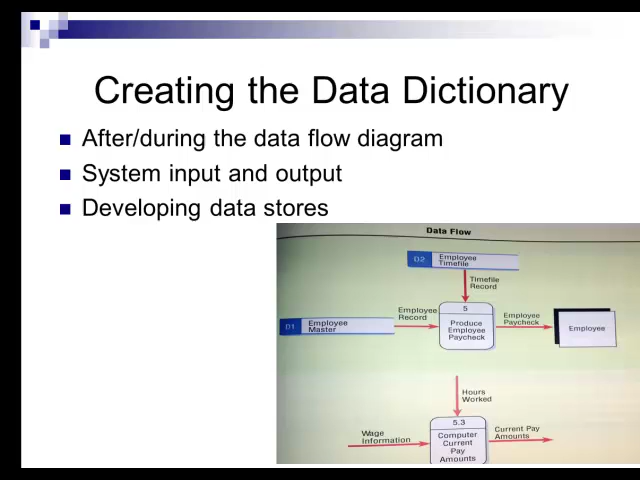 Creating the Data Dictionary
After/during the data flow diagram
System input and output
Developing data stores
Data Flow
D2
Employee
Timefile
Timefile
Record
D1
Employee
Master
Employee
Record
5
Produce
Employee
Paycheck
Employee
Paycheck
Employee
Hours
Worked
Wage
Information
5.3
Computer
Current
Pay
Amounts
Current Pay
Amounts